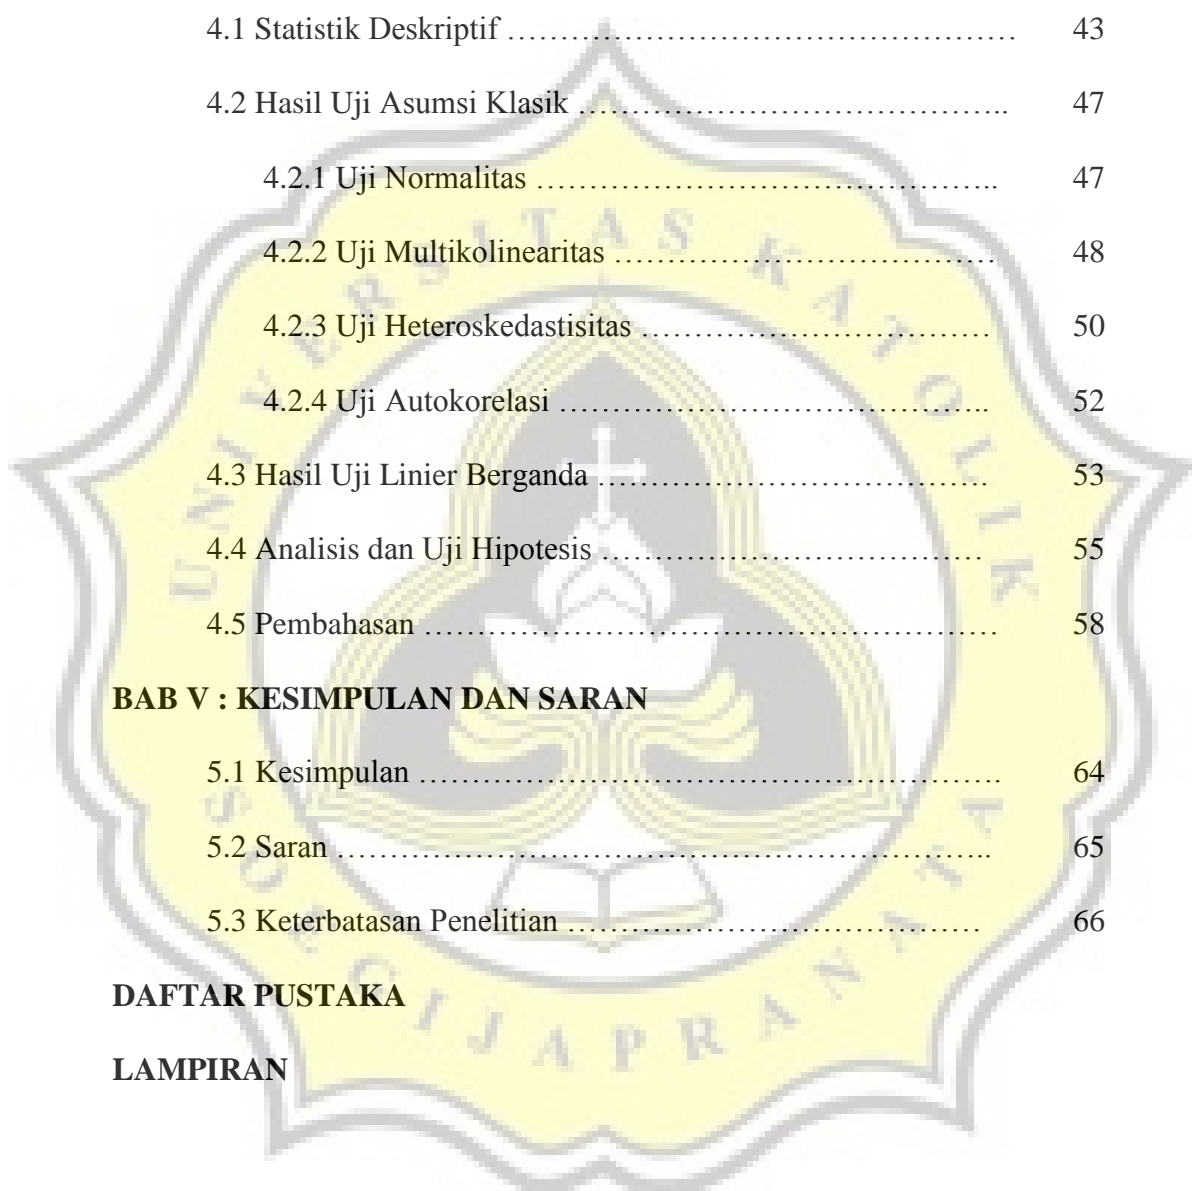 4.1 Statistik Deskriptif ………………………………………… 43
4.2 Hasil Uji Asumsi Klasik ………………………………….. 47
4.2.1 Uji Normalitas …………………………………….. 47
4.2.2 Uji Multikolinearitas ……………………………… 48
4.2.3 Uji Heteroskedastisitas …………………………… 50
4.2.4 Uji Autokorelasi ………………………………….. 52
4.3 Hasil Uji Linier Berganda ………………………………. 53
4.4 Analisis dan Uji Hipotesis ……………………………… 55
4.5 Pembahasan ……………………………………………… 58
BAB V : KESIMPULAN DAN SARAN
5.1 Kesimpulan ………………………………………………. 64
5.2 Saran …………………………………………………….. 65
5.3 Keterbatasan Penelitian ………………………………… 66
DAFTAR PUSTAKA
LAMPIRAN
UNIVERSITAS KATOLIK
SOEGIJAPRANATA